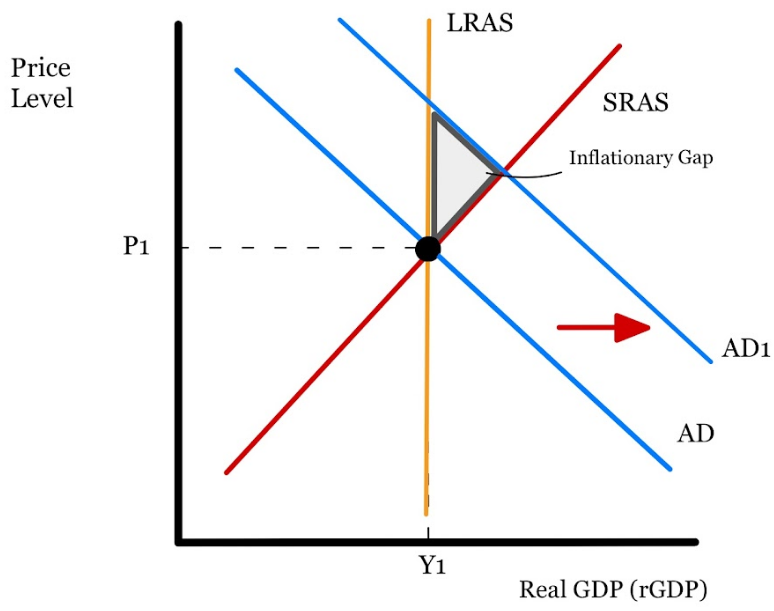 LRAS
Price
Level
SRAS
Inflationary Gap
P1
AD1
AD
Y1
Real GDP (rGDP)